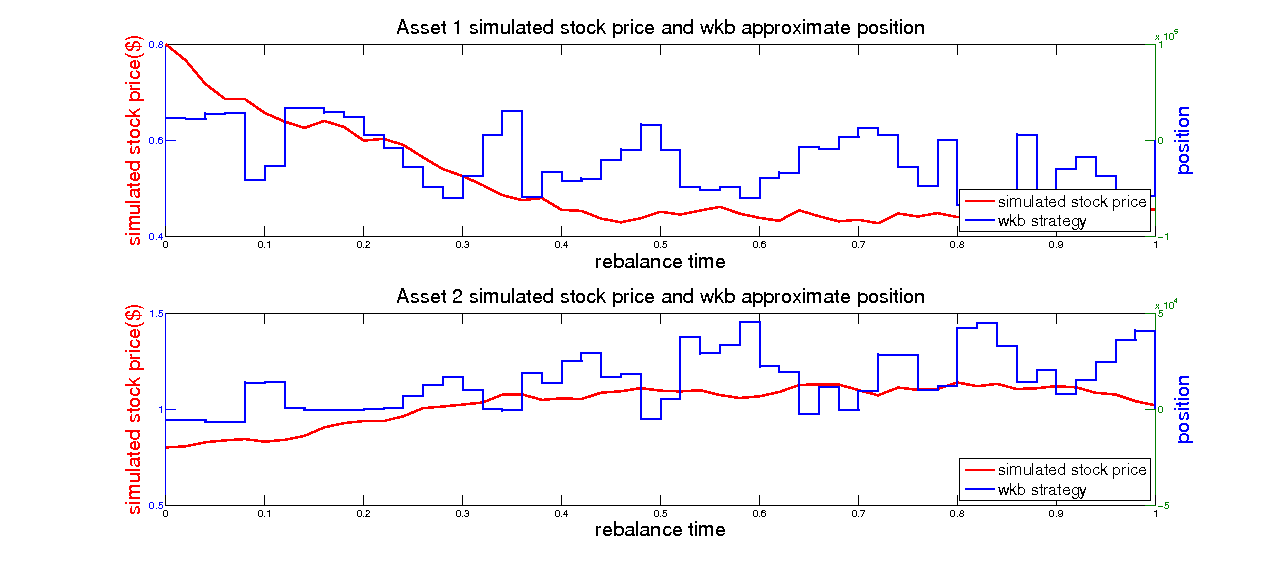 Asset 1 simulated stock price and wkb approximate position
x 10^5
simulated stock price($)
0.8
0.6
0.4
1
0
-1
position
simulated stock price
wkb strategy
0 0.1 0.2 0.3 0.4 0.5 0.6 0.7 0.8 0.9 1
rebalance time
Asset 2 simulated stock price and wkb approximate position
x 10^4
simulated stock price($)
1.5
1
0.5
5
0
-5
position
simulated stock price
wkb strategy
0 0.1 0.2 0.3 0.4 0.5 0.6 0.7 0.8 0.9 1
rebalance time